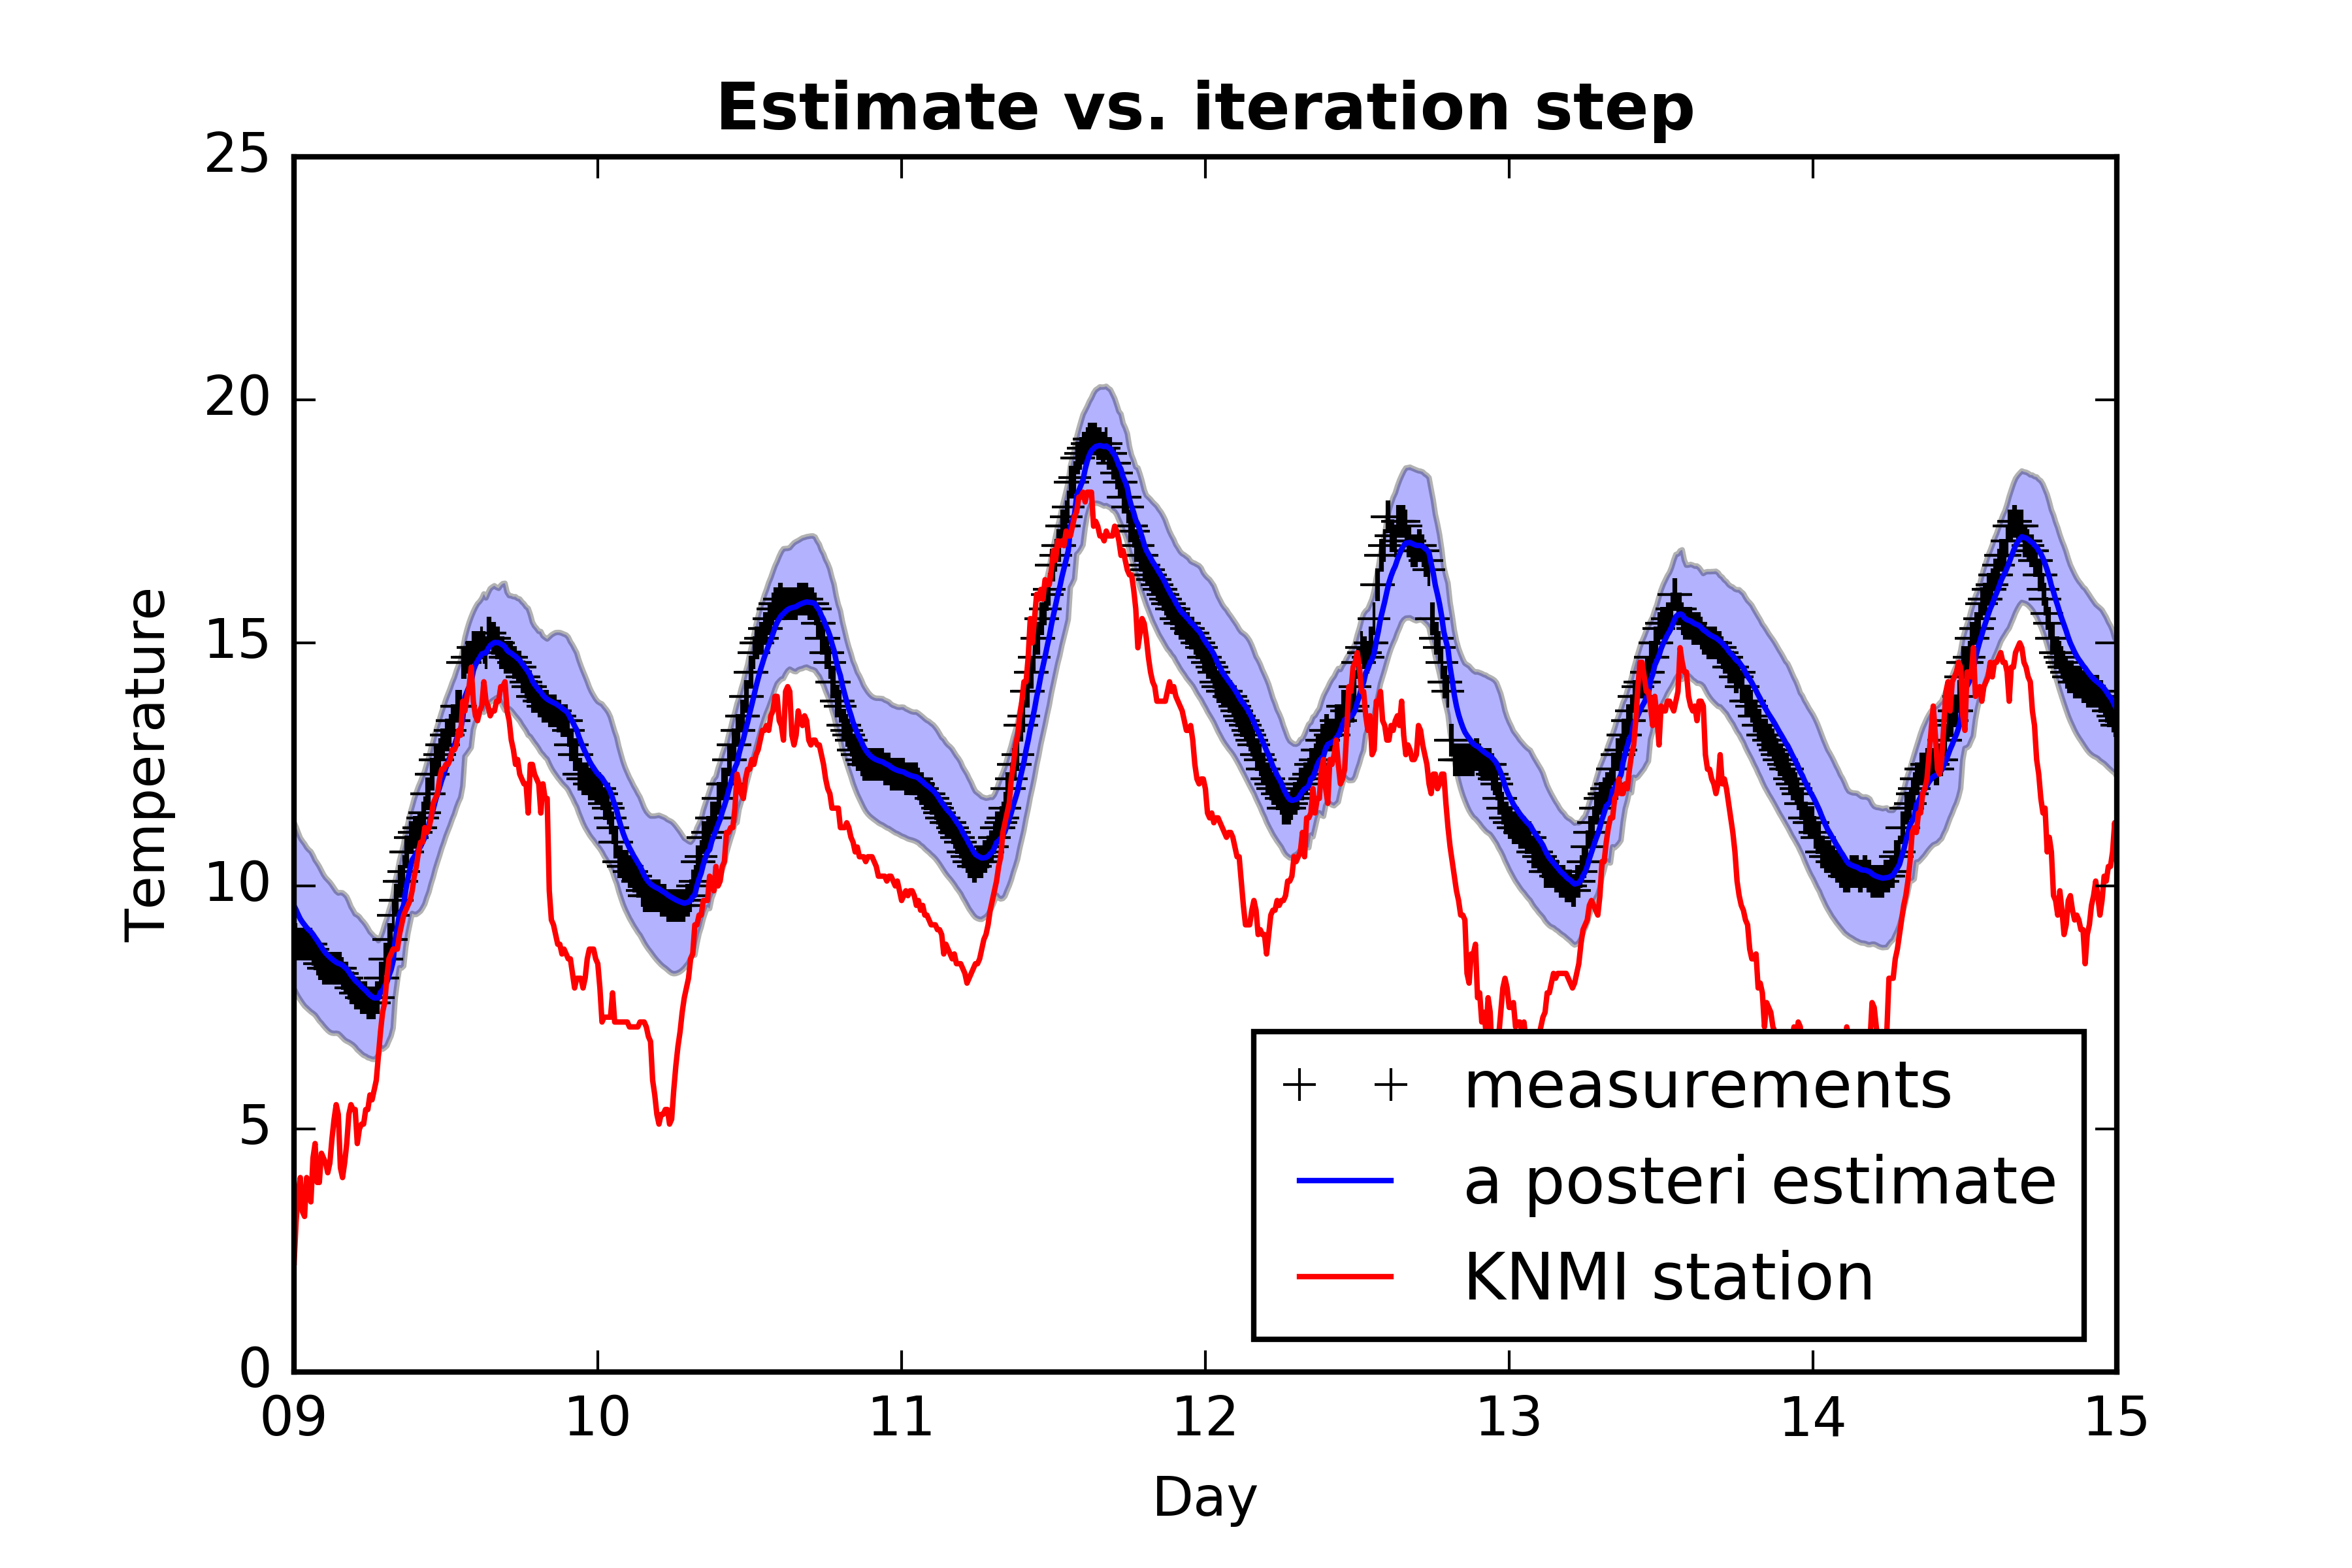 Estimate vs. iteration step
25
20
15
10
5
0
Temperature
09 10 11 12 13 14 15
Day
measurements
a posteri estimate
KNMI station